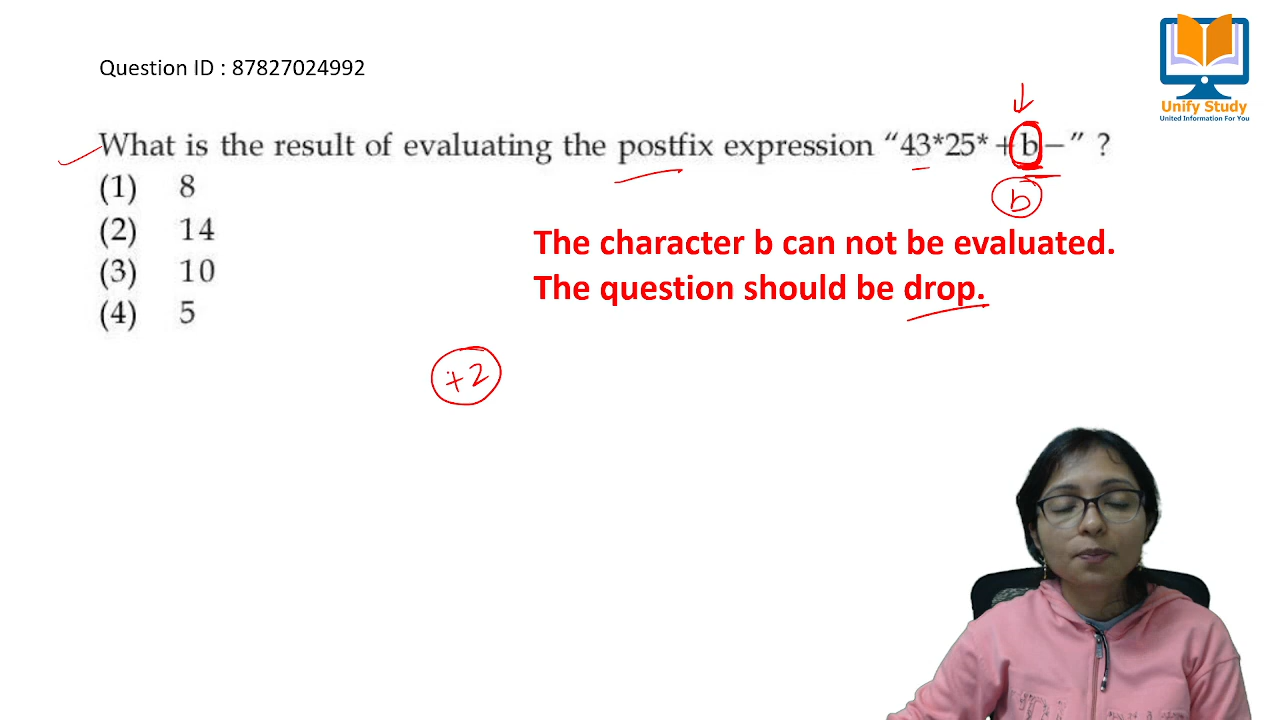 Unify Study
United Information For You
Question ID : 87827024992
What is the result of evaluating the postfix expression “43*25*+b−” ?
b
(1) 8
(2) 14
(3) 10
(4) 5
The character b can not be evaluated.
The question should be drop.
+2